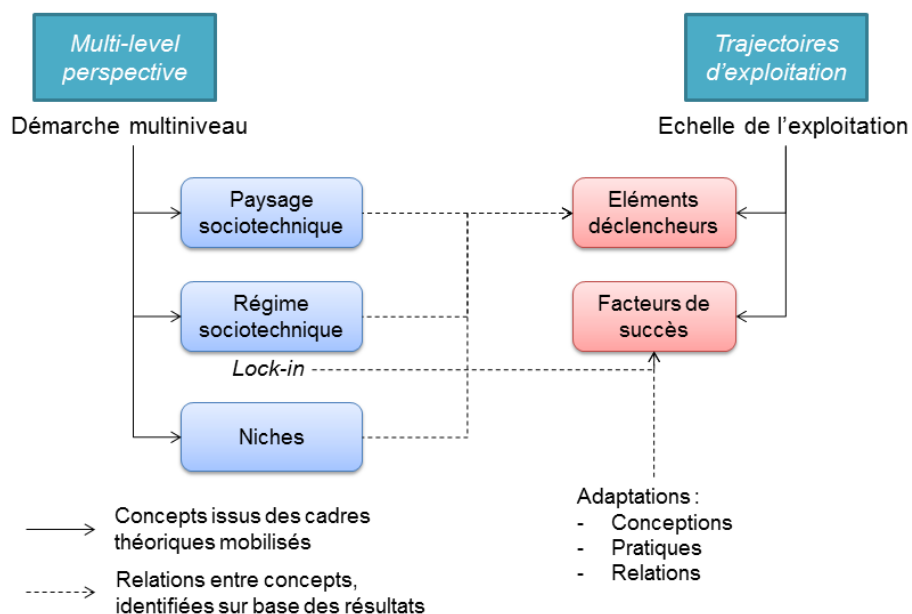 Multi-level
perspective
Trajectoires
d'exploitation
Démarche multiniveau
Echelle de l'exploitation
Paysage
sociotechnique
Eléments
déclencheurs
Régime
sociotechnique
Facteurs de
succès
Lock-in
Niches
Adaptations :
- Conceptions
- Pratiques
- Relations
Concepts issus des cadres
théoriques mobilisés
Relations entre concepts,
identifiées sur base des résultats